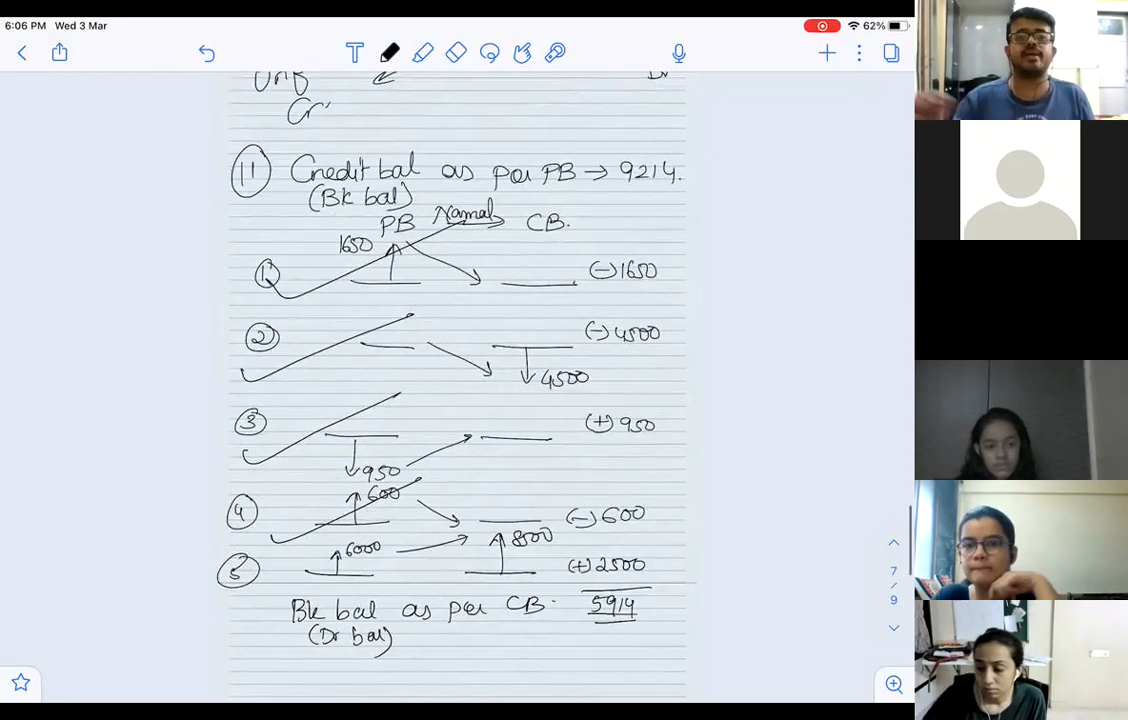 6:06 PM Wed 3 Mar
62%
T
Cr
11 Credit bal as per PB → 9214.
(Bk bal)
PB Normal CB.
1 1650 (-) 1650
2 4500 (-) 4500
3 950 (+) 950
4 600 (-) 600
5 6000 8500 (+) 2500
Bk bal as per CB. 5914
(Dr bal)
7
/
9